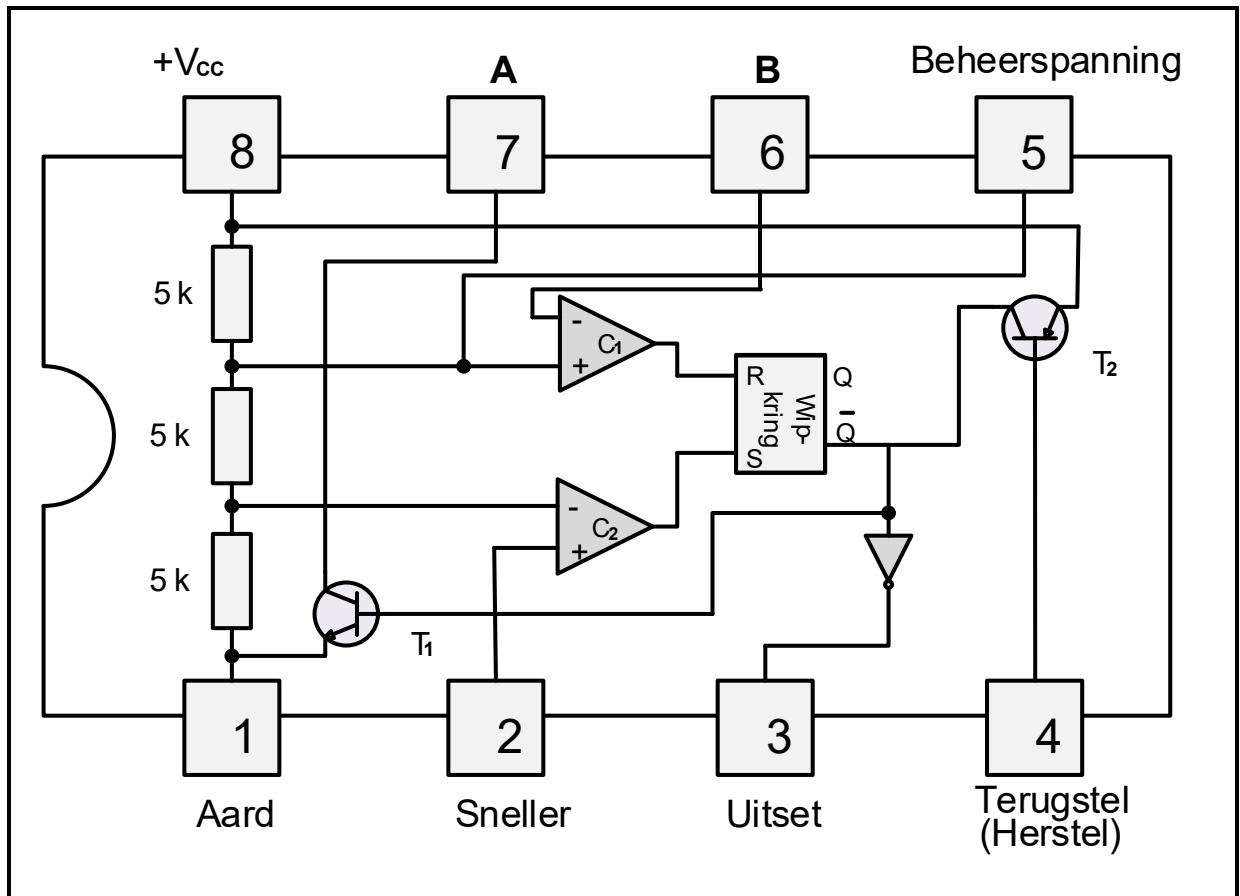 +Vcc
A
B
Beheerspanning
8
7
6
5
5 k
-
C1
+
T2
R
Q
Wip-
kring
5 k
Q
S
-
C2
+
5 k
T1
1
2
3
4
Aard
Sneller
Uitset
Terugstel
(Herstel)